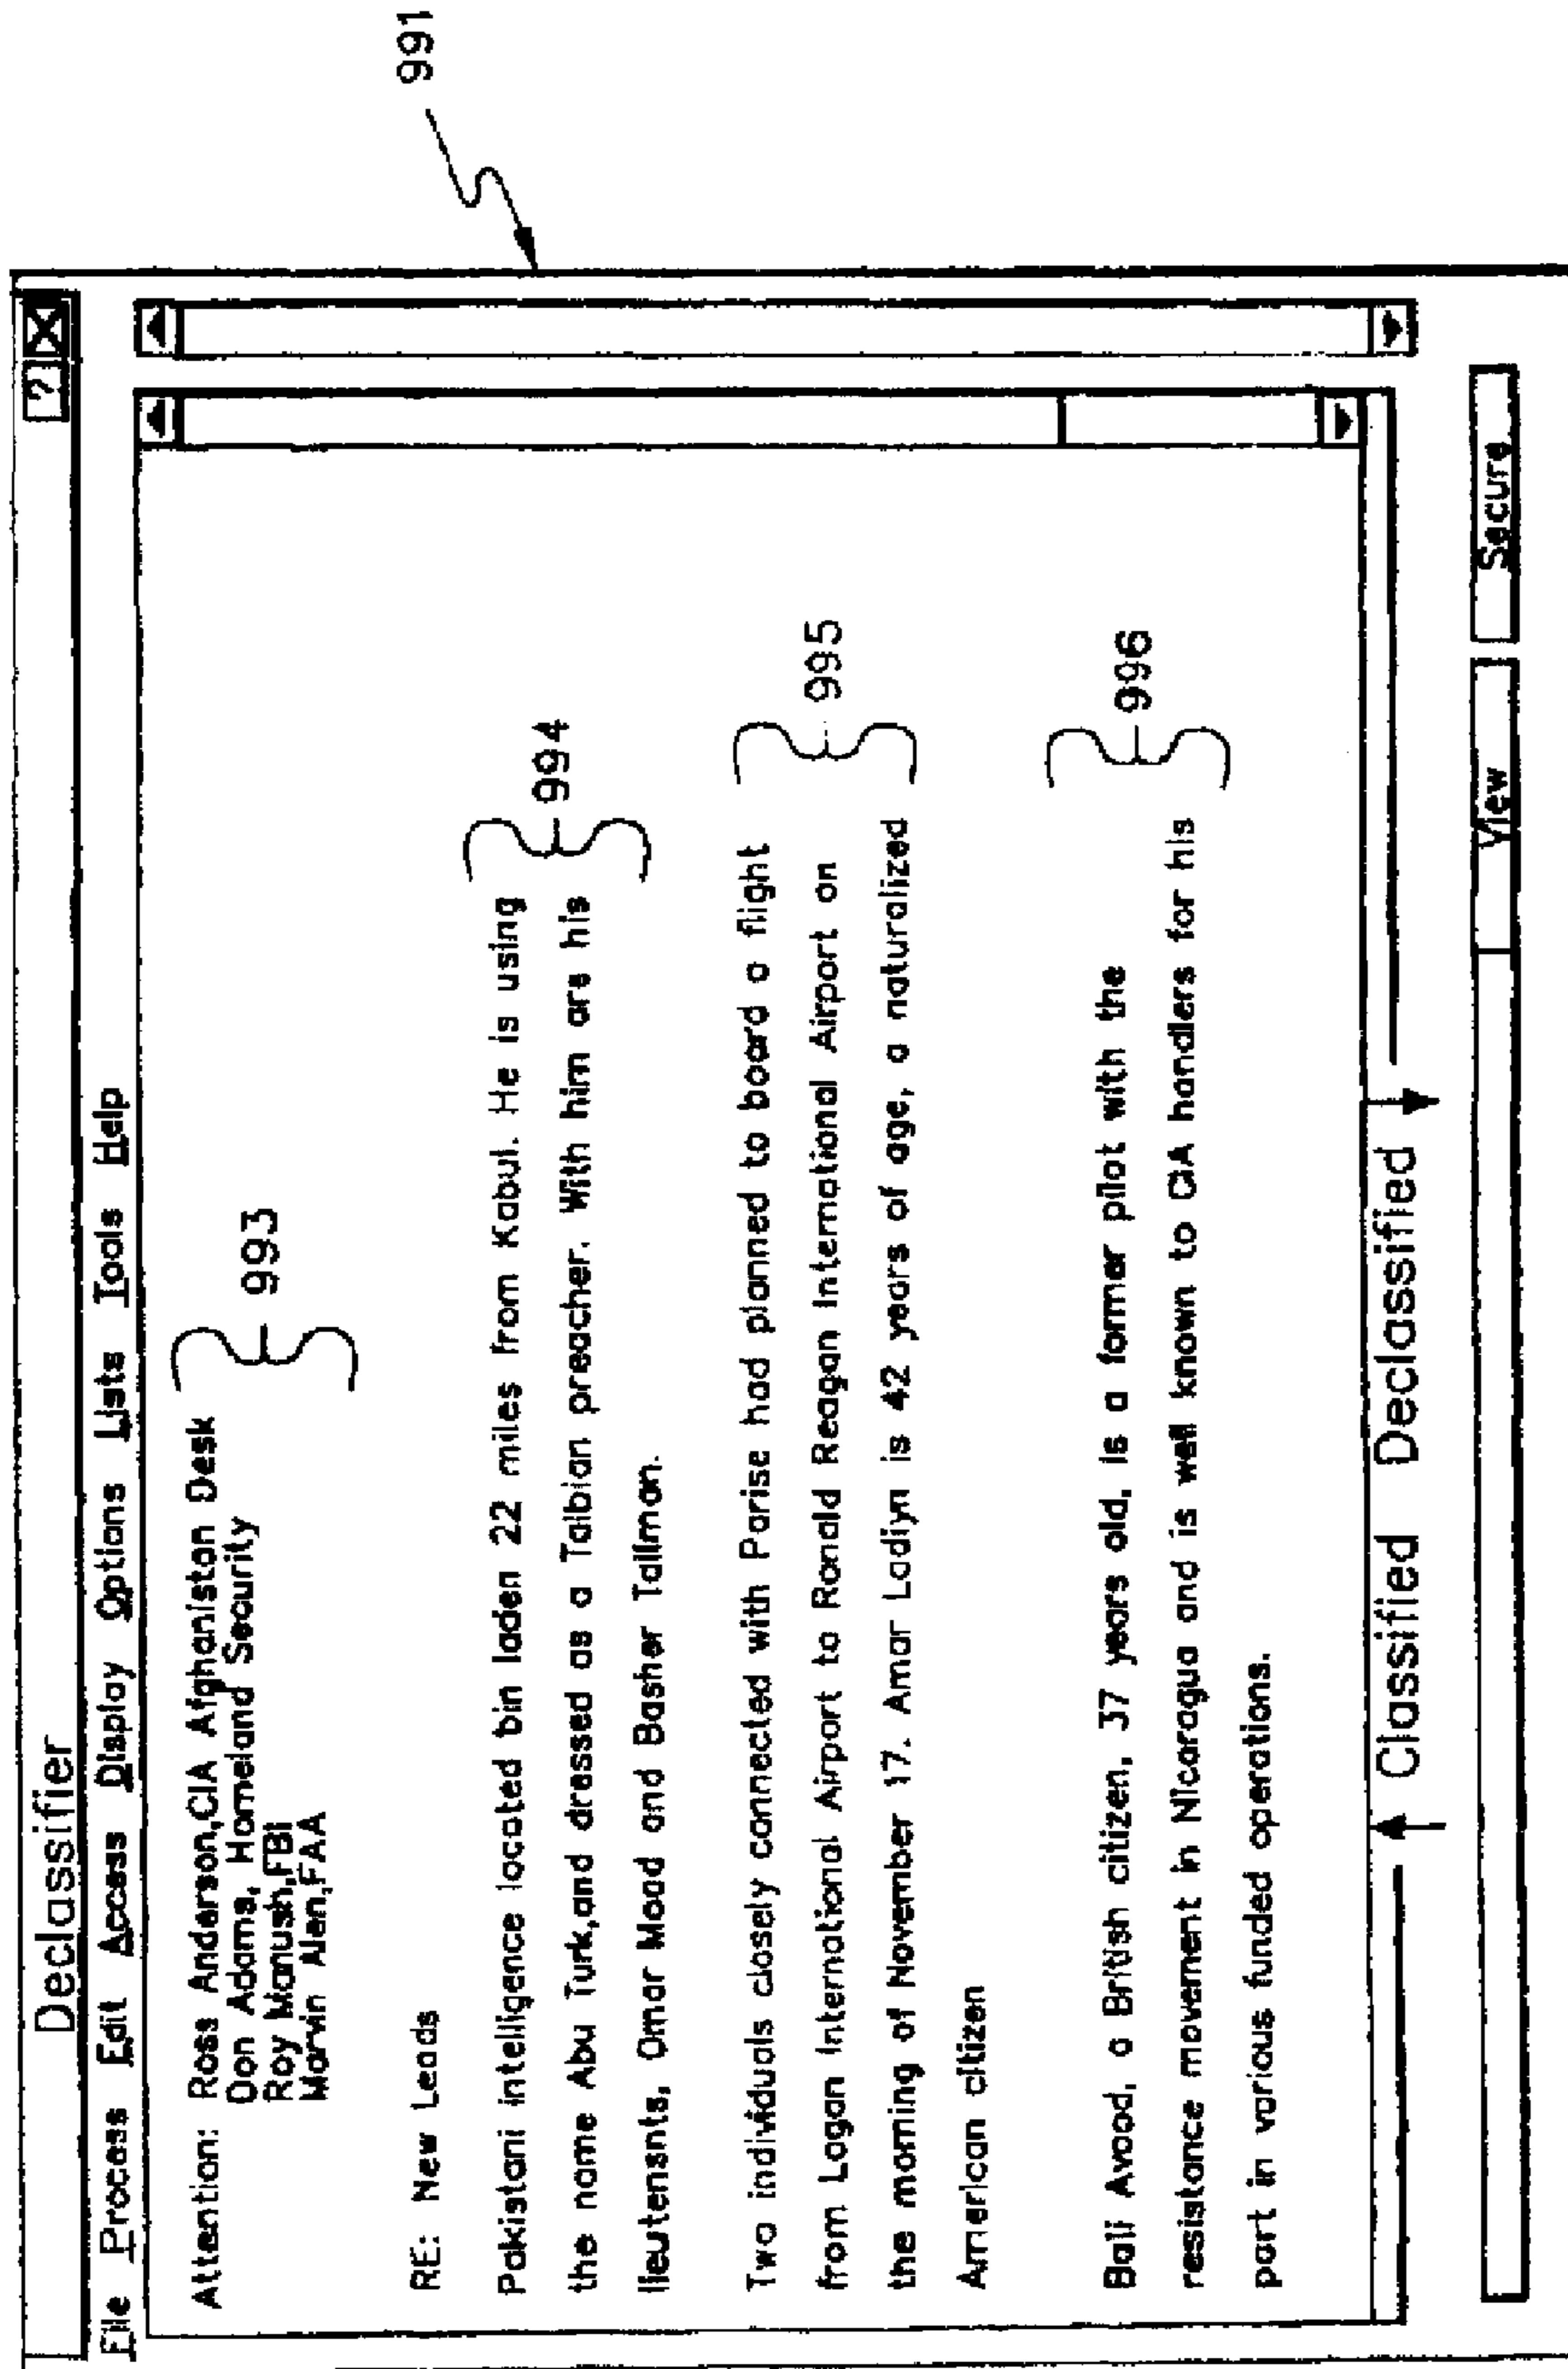 Declassifier
? X
File Process Edit Access Display Options Lists Tools Help
991
Attention: Ross Anderson,CIA Afghanistan Desk
Don Adams, Homeland Security
Roy Manush,FBI
Marvin Alen,FAA
993
RE: New Leads
Pakistani intelligence located bin laden 22 miles from Kabul. He is using
the name Abu Turk,and dressed as a Talbian preacher. With him are his
lieutensnts, Omar Moad and Basher Tallman.
994
Two individuals closely connected with Parise had planned to board a flight
from Logan International Airport to Ronald Reagan International Airport on
the morning of November 17. Amar Ladiyn is 42 years of age, a naturalized
American citizen
995
Ball Avood, a British citizen, 37 years old, is a former pilot with the
resistance movement in Nicaragua and is well known to CIA handlers for his
part in various funded operations.
996
Classified Declassified
View Secure